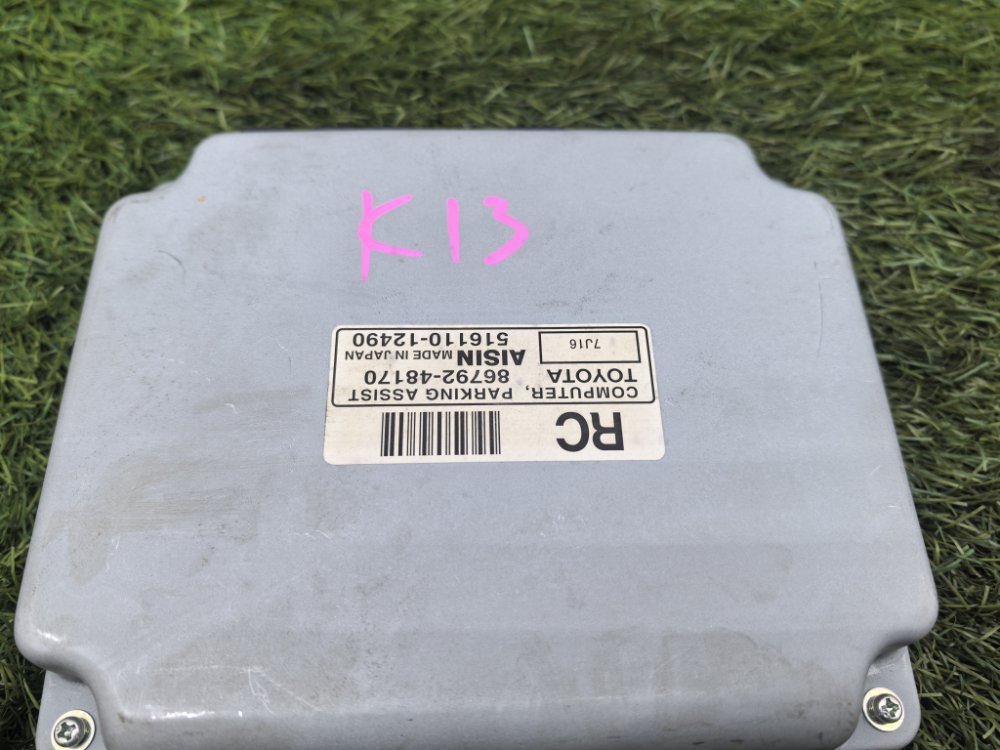 K13
RC
COMPUTER, PARKING ASSIST
TOYOTA 86792-48170
7J16 AISIN MADE IN JAPAN
516110-12490